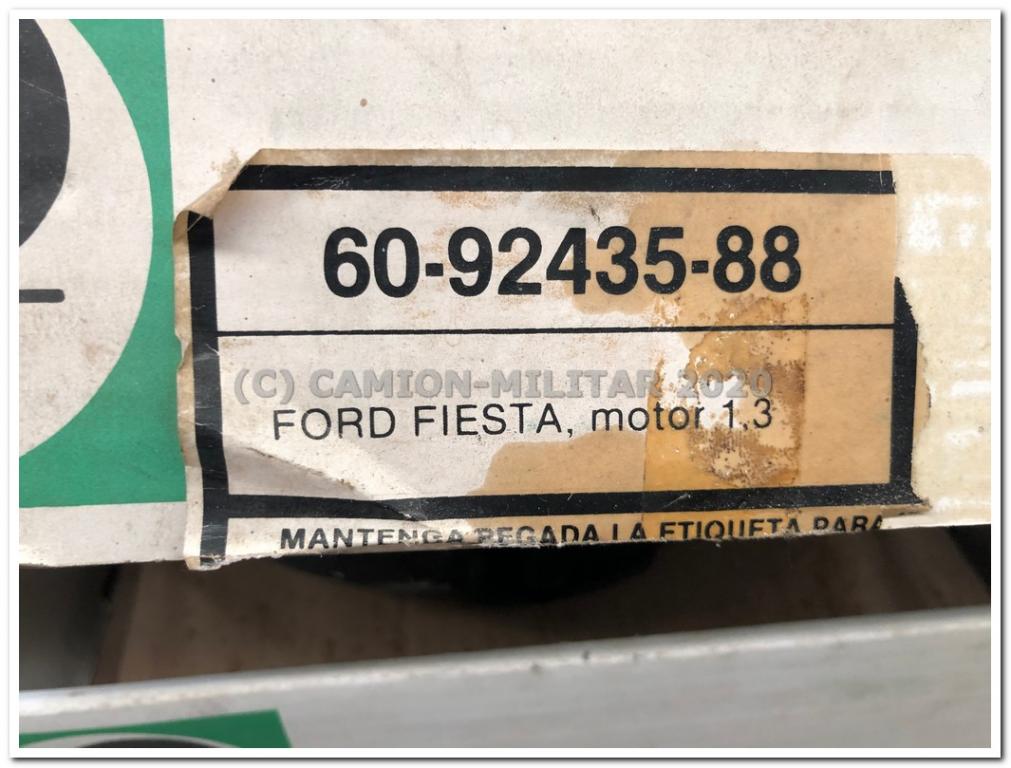 60-92435-88
(C) CAMION-MILITAR 2020
FORD FIESTA, motor 1,3
MANTENGA PEGADA LA ETIQUETA PARA